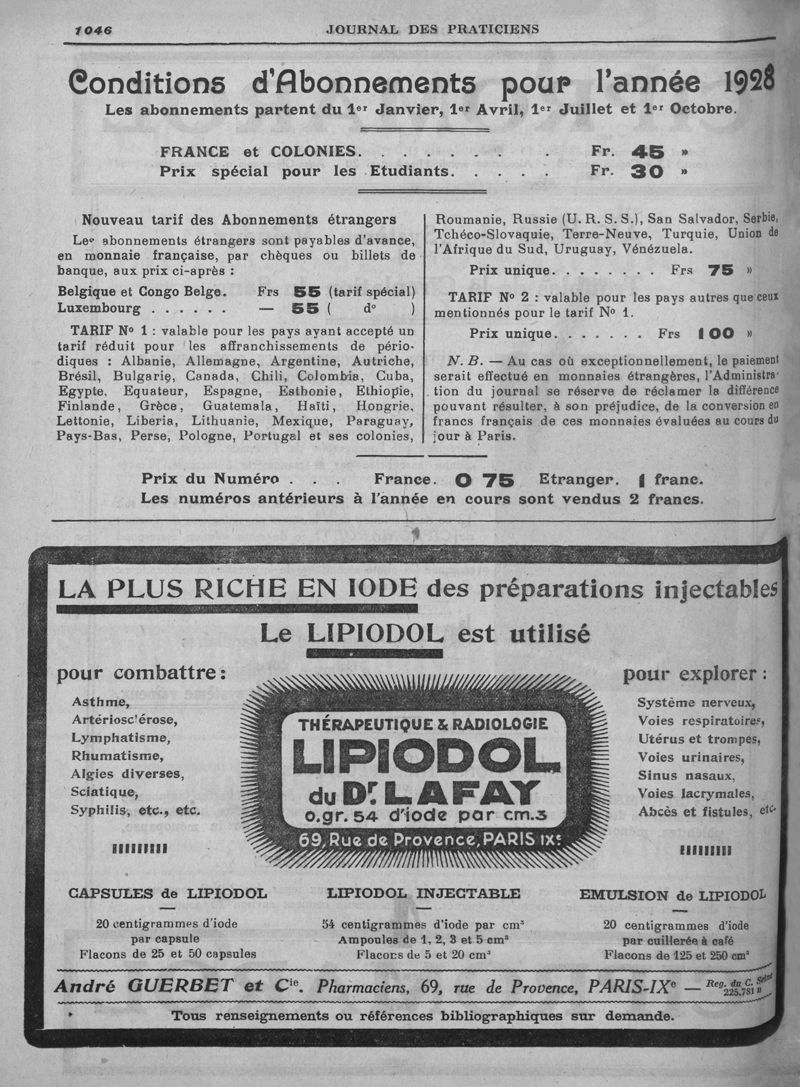 1046
JOURNAL DES PRATICIENS
Conditions d'Abonnements pour l'année 1928
Les abonnements partent du 1er Janvier, 1er Avril, 1er Juillet et 1er Octobre.
FRANCE et COLONIES. . . . . . . . Fr. 45 »
Prix spécial pour les Etudiants. . . . . Fr. 30 »
Nouveau tarif des Abonnements étrangers
Les abonnements étrangers sont payables d'avance,
en monnaie française, par chèques ou billets de
banque, aux prix ci-après :
Belgique et Congo Belge. Frs 55 (tarif spécial)
Luxembourg . . . . . . — 55 ( do )
TARIF No 1 : valable pour les pays ayant accepté un
tarif réduit pour les affranchissements de pério-
diques : Albanie, Allemagne, Argentine, Autriche,
Brésil, Bulgarie, Canada, Chili, Colombia, Cuba,
Egypte, Equateur, Espagne, Esthonie, Ethiopie,
Finlande, Grèce, Guatemala, Haïti, Hongrie,
Lettonie, Liberia, Lithuanie, Mexique, Paraguay,
Pays-Bas, Perse, Pologne, Portugal et ses colonies,
Roumanie, Russie (U. R. S. S.), San Salvador, Serbie,
Tchéco-Slovaquie, Terre-Neuve, Turquie, Union de
l'Afrique du Sud, Uruguay, Vénézuela.
Prix unique. . . . . . . . Frs 75 »
TARIF No 2 : valable pour les pays autres que ceux
mentionnés pour le tarif No 1.
Prix unique. . . . . . . Frs 100 »
N. B. — Au cas où exceptionnellement, le paiement
serait effectué en monnaies étrangères, l'Administra-
tion du journal se réserve de réclamer la différence
pouvant résulter, à son préjudice, de la conversion en
francs français de ces monnaies évaluées au cours du
jour à Paris.
Prix du Numéro . . . France. 0 75 Etranger. 1 franc.
Les numéros antérieurs à l'année en cours sont vendus 2 francs.
LA PLUS RICHE EN IODE des préparations injectables
Le LIPIODOL est utilisé
pour combattre :
Asthme,
Artériosclérose,
Lymphatisme,
Rhumatisme,
Algies diverses,
Sciatique,
Syphilis, etc., etc.
THÉRAPEUTIQUE & RADIOLOGIE
LIPIODOL
du Dr. LAFAY
0.gr. 54 d'iode par cm.3
69, Rue de Provence, PARIS IXe
pour explorer :
Système nerveux,
Voies respiratoires,
Utérus et trompes,
Voies urinaires,
Sinus nasaux,
Voies lacrymales,
Abcès et fistules, etc.
CAPSULES de LIPIODOL
20 centigrammes d'iode
par capsule
Flacons de 25 et 50 capsules
LIPIODOL INJECTABLE
54 centigrammes d'iode par cm3
Ampoules de 1, 2, 3 et 5 cm3
Flacons de 5 et 20 cm3
EMULSION de LIPIODOL
20 centigrammes d'iode
par cuillerée à café
Flacons de 125 et 250 cm3
André GUERBET et Cie. Pharmaciens, 69, rue de Provence, PARIS-IXe — Reg. du C. Seine
225.781 B
Tous renseignements ou références bibliographiques sur demande.